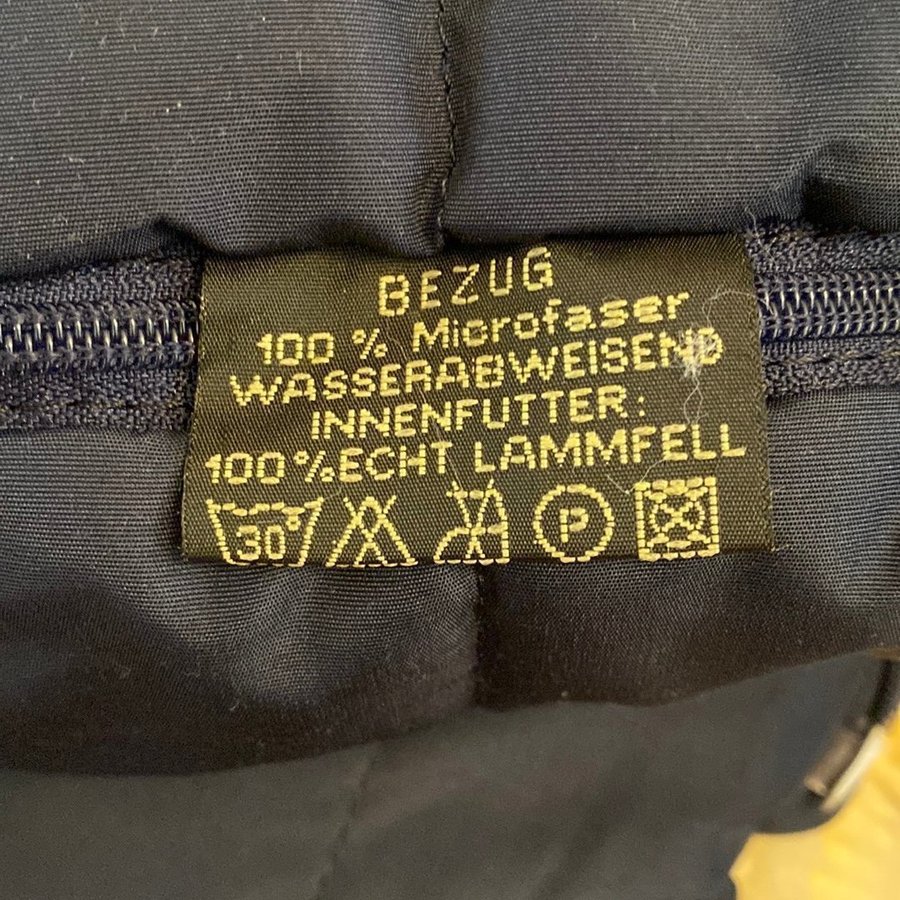 BEZUG
100 % Microfaser
WASSERABWEISEND
INNENFUTTER:
100 % ECHT LAMMFELL
30° P